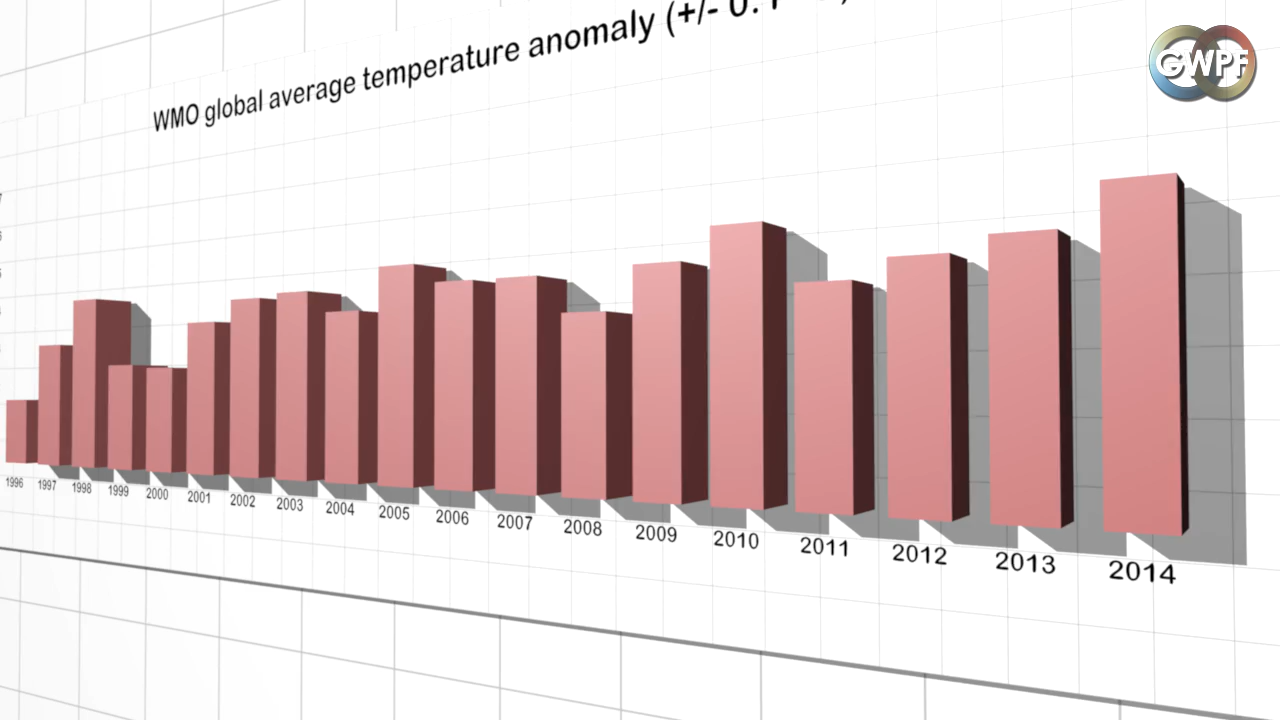 GWPF
WMO global average temperature anomaly (+/- 0.
1996 1997 1998 1999 2000 2001 2002 2003 2004 2005 2006 2007 2008 2009 2010 2011 2012 2013 2014